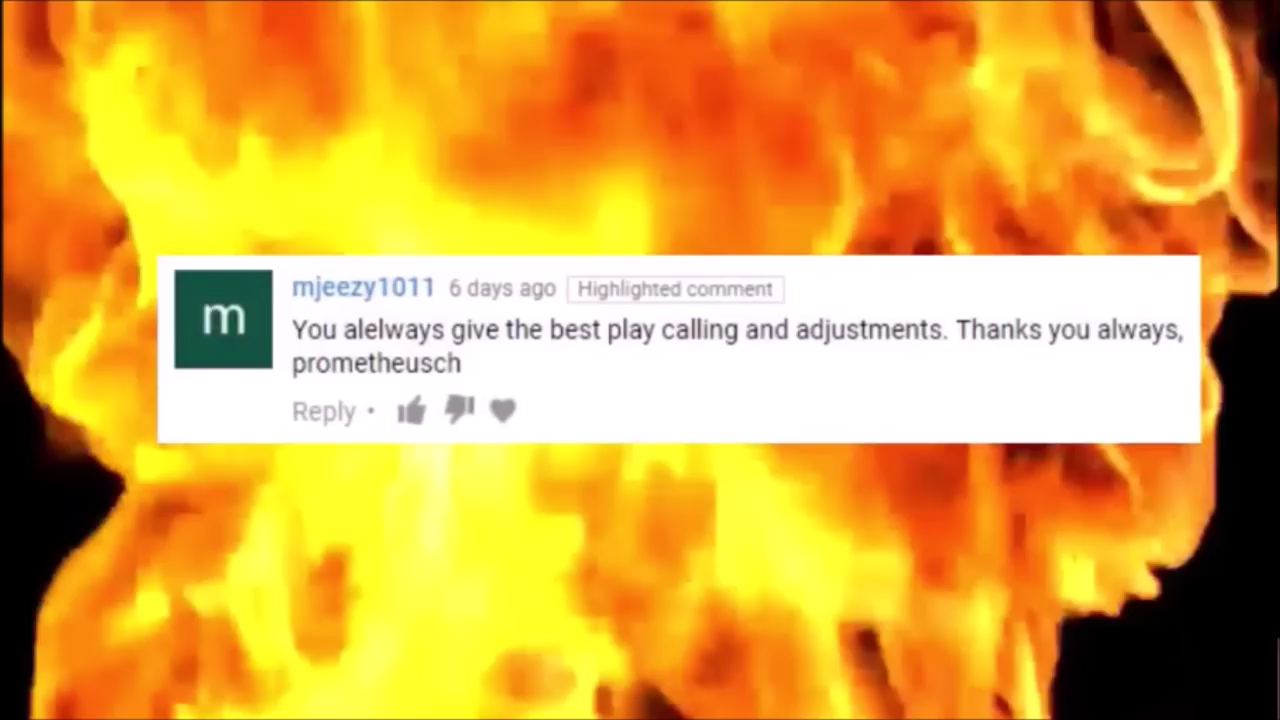 m
mjeezy1011 6 days ago Highlighted comment
You alelways give the best play calling and adjustments. Thanks you always,
prometheusch
Reply •